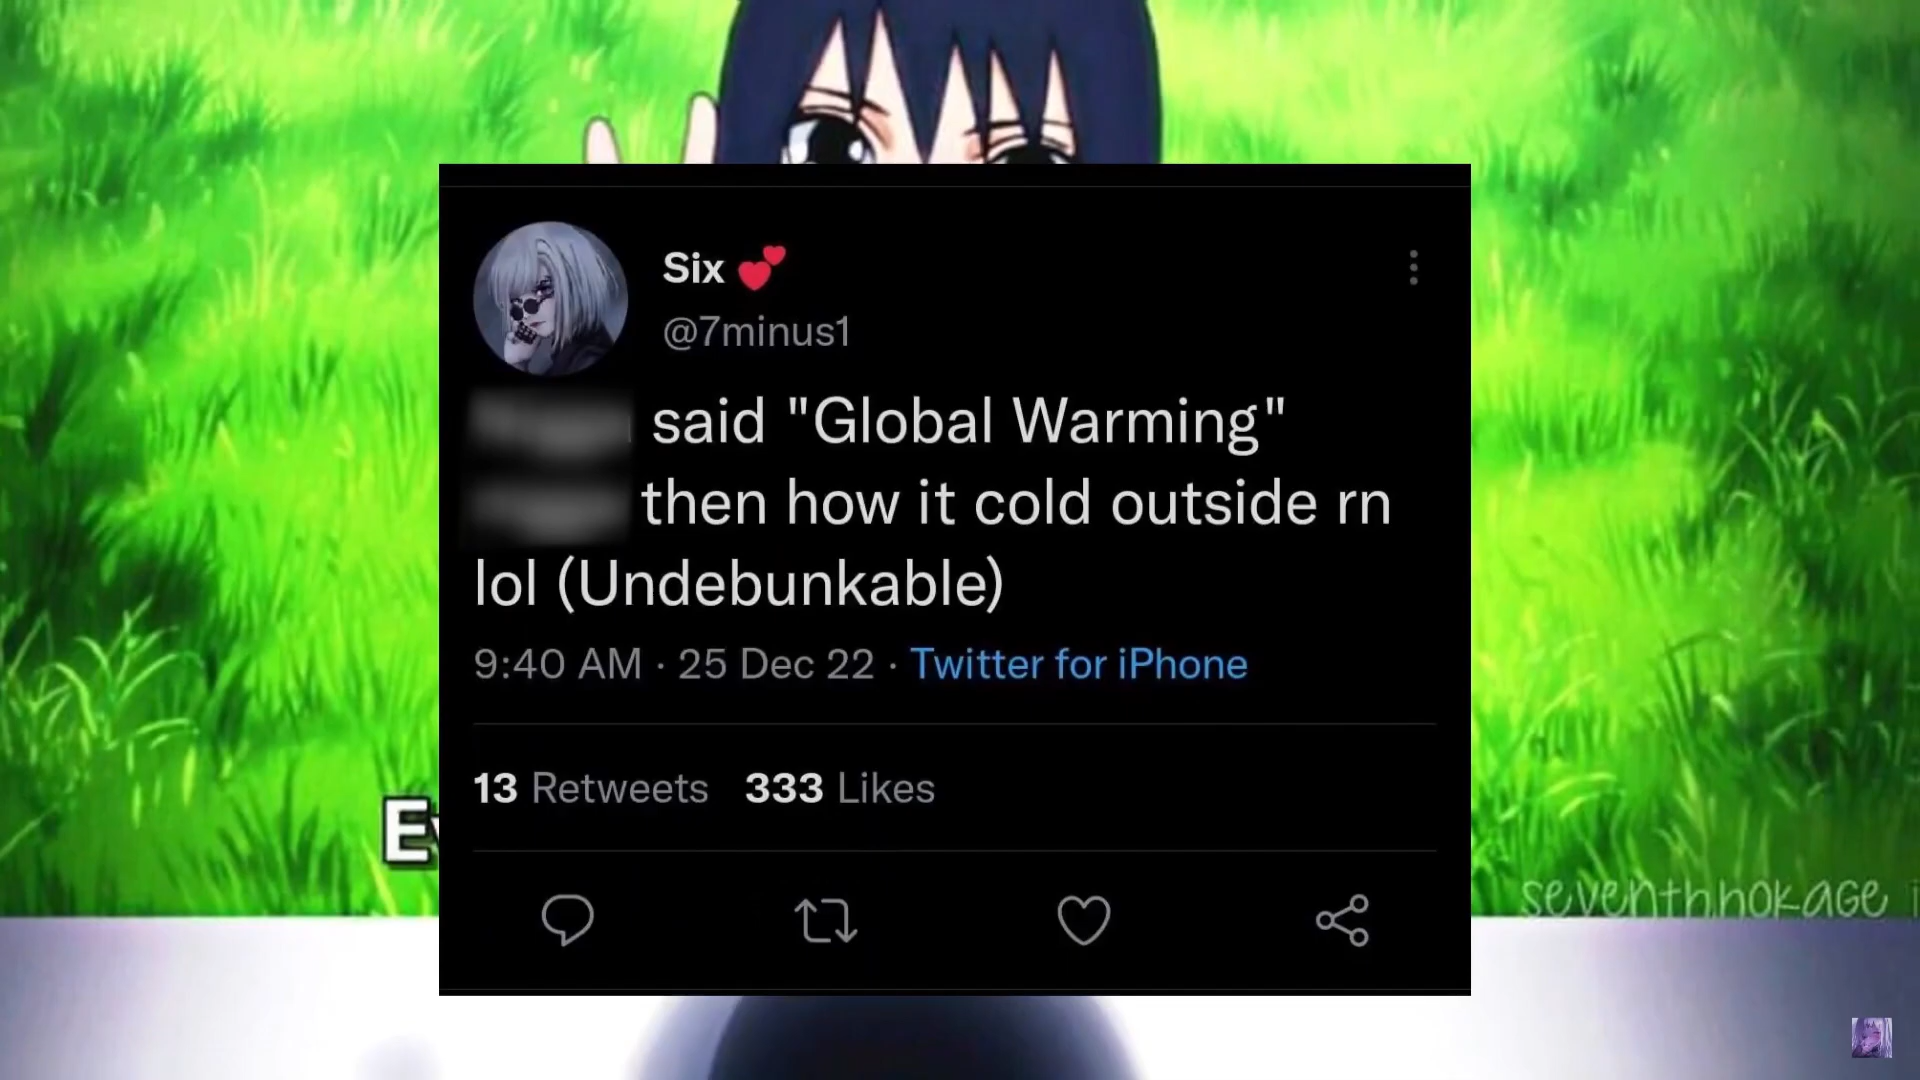 Six 💕
@7minus1
said "Global Warming"
then how it cold outside rn
lol (Undebunkable)
9:40 AM · 25 Dec 22 · Twitter for iPhone
13 Retweets 333 Likes
E
seventhhokage